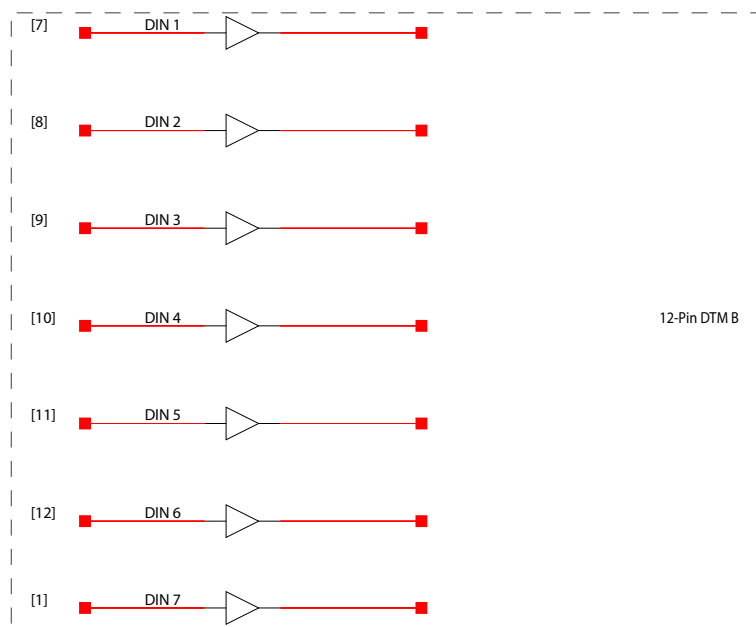 [7] DIN 1
[8] DIN 2
[9] DIN 3
[10] DIN 4 12-Pin DTM B
[11] DIN 5
[12] DIN 6
[1] DIN 7